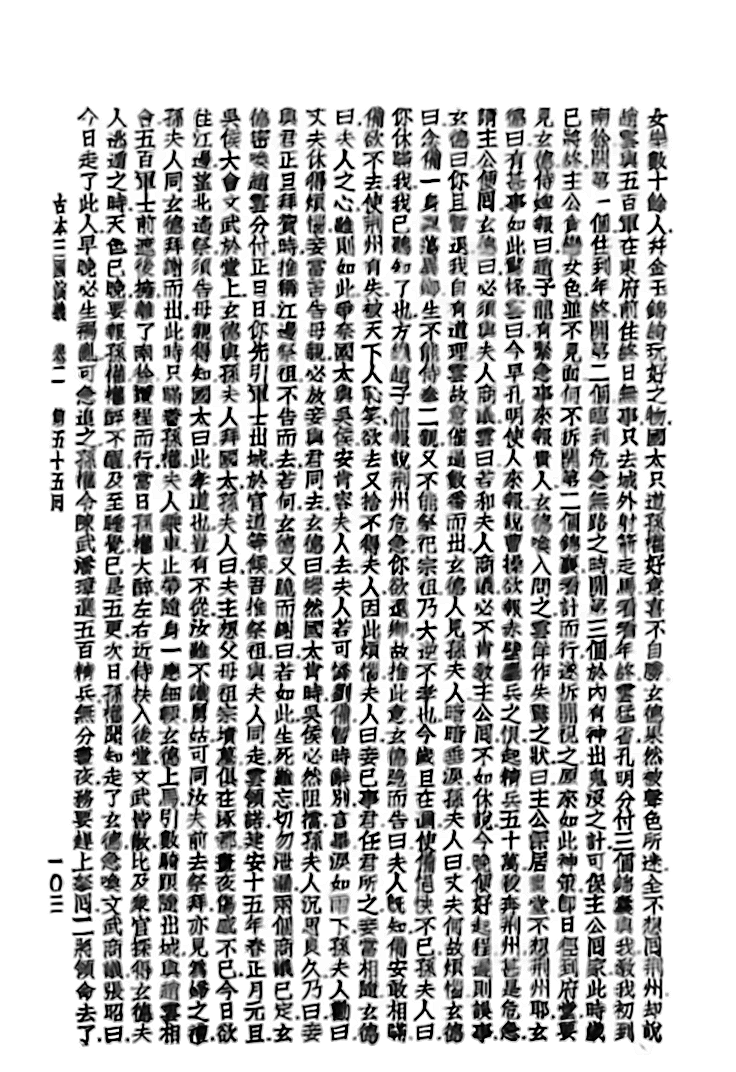 女樂數十餘人幷金玉錦綺玩好之物國太只道孫權好意喜不自勝玄德果然被聲色所迷全不想回荊州却說
趙雲與五百軍在東府前住終日無事只去城外射箭走馬看看年終雲猛省孔明分付三個錦囊與我教我初到
南徐開第一個住到年終開第二個臨到危急無路之時開第三個於內有神出鬼沒之計可保主公回家此時歲
已將終主公貪戀女色並不見面何不拆開第二個錦囊看計而行遂拆開視之原來如此神策卽日徑到府堂要
見玄德侍婢報曰趙子龍有緊急事來報貴人玄德喚入問之雲佯作失驚之狀曰主公深居畫堂不想荊州耶玄
德曰有甚事如此驚怪雲曰今早孔明使人來報說曹操欲報赤壁鏖兵之恨起精兵五十萬殺奔荊州甚是危急
請主公便回玄德曰必須與夫人商議雲曰若和夫人商議必不肯教主公回不如休說今晚便好起程遲則誤事
玄德曰你且暫退我自有道理雲故意催逼數番而出玄德入見孫夫人暗暗垂淚孫夫人曰丈夫何故煩惱玄德
曰念備一身飄蕩異鄉生不能侍奉二親又不能祭祀宗祖乃大逆不孝也今歲旦在邇使備悒怏不已孫夫人曰
你休瞞我我已聽知了也方纔趙子龍報說荊州危急你欲還鄉故推此意玄德跪而告曰夫人旣知備安敢相瞞
備欲不去使荊州有失被天下人恥笑欲去又捨不得夫人因此煩惱夫人曰妾已事君任君所之妾當相隨玄德
曰夫人之心雖則如此爭奈國太與吳侯安肯容夫人去夫人若可憐劉備暫時辭別言畢淚如雨下孫夫人勸曰
丈夫休得煩惱妾當苦告母親必放妾與君同去玄德曰縱然國太肯時吳侯必然阻擋孫夫人沉思良久乃曰妾
與君正旦拜賀時推稱江邊祭祖不告而去若何玄德又跪而謝曰若如此生死難忘切勿泄漏兩個商議已定玄
德密喚趙雲分付正旦日你先引軍士出城於官道等候吾推祭祖與夫人同走雲領諾建安十五年春正月元旦
吳侯大會文武於堂上玄德與孫夫人入拜國太孫夫人曰夫主想父母祖宗墳墓俱在涿郡晝夜傷感不已今日欲
往江邊望北遙祭須告母親得知國太曰此孝道也豈有不從汝雖不識舅姑可同汝夫前去祭拜亦見爲婦之禮
孫夫人同玄德拜謝而出此時只瞞着孫權夫人乘車止帶隨身一應細軟玄德上馬引數騎跟隨出城與趙雲相
會五百軍士前遮後擁離了南徐趲程而行當日孫權大醉左右近侍扶入後堂文武皆散比及衆官探得玄德夫
人逃遁之時天色已晚要報孫權權醉不醒及至睡覺已是五更次日孫權聞知走了玄德急喚文武商議張昭曰
今日走了此人早晚必生禍亂可急追之孫權令陳武潘璋選五百精兵無分晝夜務要趕上拏回二將領命去了
古本三國演義　卷二　第五十五回
一〇三